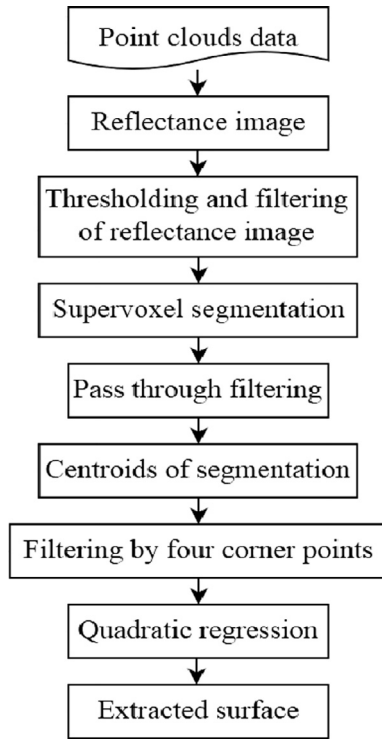 Point clouds data
Reflectance image
Thresholding and filtering
of reflectance image
Supervoxel segmentation
Pass through filtering
Centroids of segmentation
Filtering by four corner points
Quadratic regression
Extracted surface